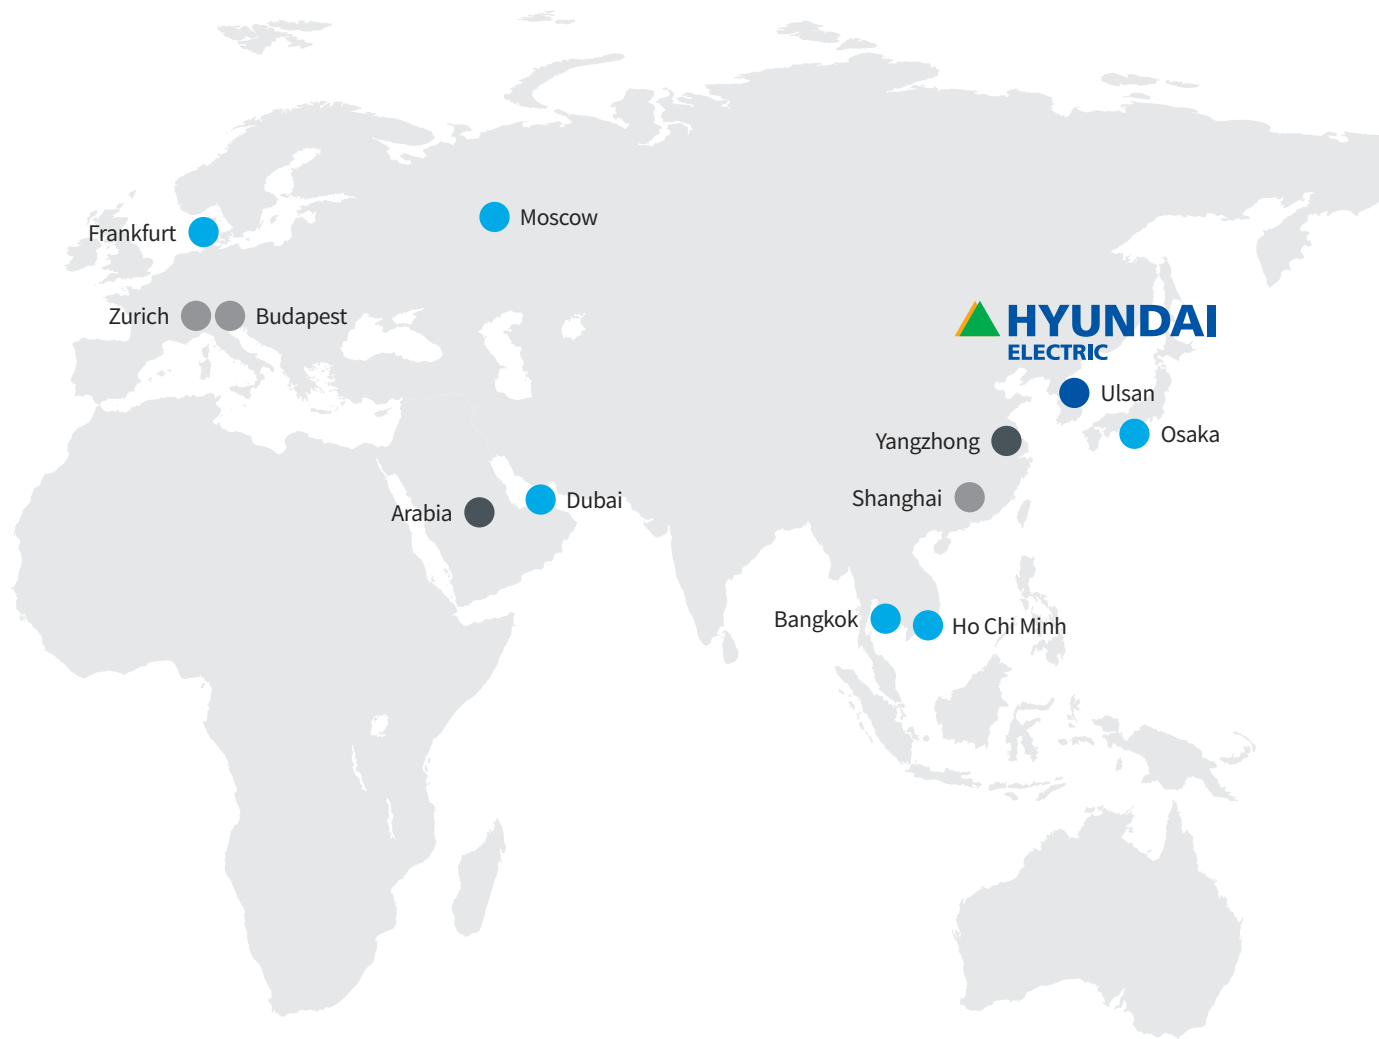 Moscow
Frankfurt
Zurich
Budapest
HYUNDAI
ELECTRIC
Ulsan
Osaka
Yangzhong
Shanghai
Dubai
Arabia
Bangkok
Ho Chi Minh